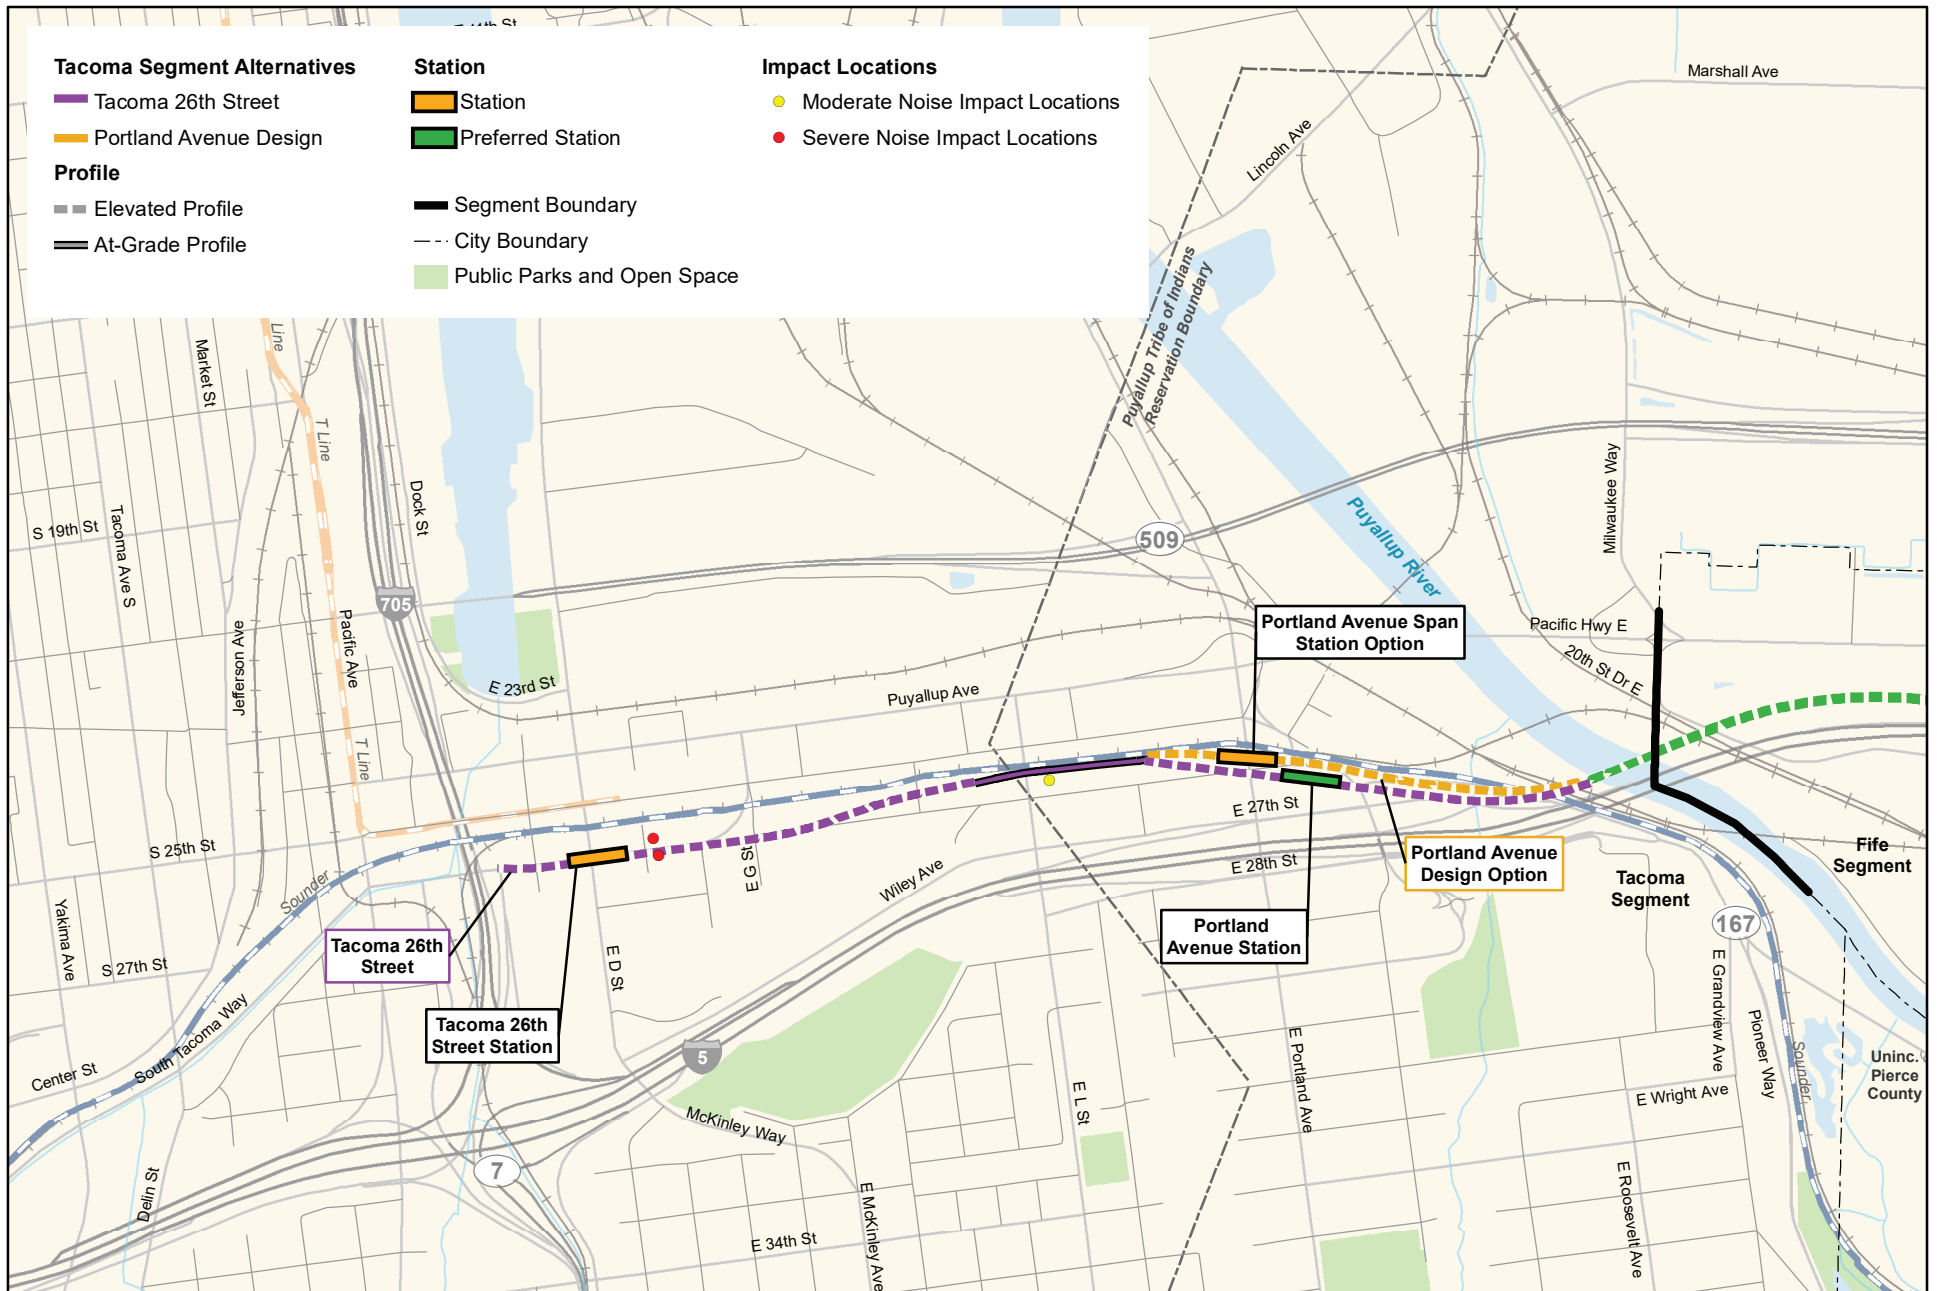 Tacoma Segment Alternatives
Tacoma 26th Street
Portland Avenue Design
Profile
Elevated Profile
At-Grade Profile
Station
Station
Preferred Station
Segment Boundary
City Boundary
Public Parks and Open Space
Impact Locations
Moderate Noise Impact Locations
Severe Noise Impact Locations
Marshall Ave
Lincoln Ave
Puyallup Tribe of Indians
Reservation Boundary
Line
T Line
T Line
Market St
Tacoma Ave S
S 19th St
Dock St
705
Jefferson Ave
Pacific Ave
509
Puyallup River
Milwaukee Way
Pacific Hwy E
20th St Dr E
Portland Avenue Span
Station Option
E 23rd St
Puyallup Ave
S 25th St
Sounder
E G St
Wiley Ave
E 27th St
E 28th St
Portland Avenue
Design Option
Fife
Segment
Tacoma
Segment
167
Portland
Avenue Station
Tacoma 26th
Street
Tacoma 26th
Street Station
Yakima Ave
S 27th St
E D St
South Tacoma Way
Center St
5
McKinley Way
E L St
E Portland Ave
E Grandview Ave
Pioneer Way
Sounder
Uninc.
Pierce
County
E Wright Ave
E Roosevelt Ave
7
Delin St
E 34th St
E McKinley Ave